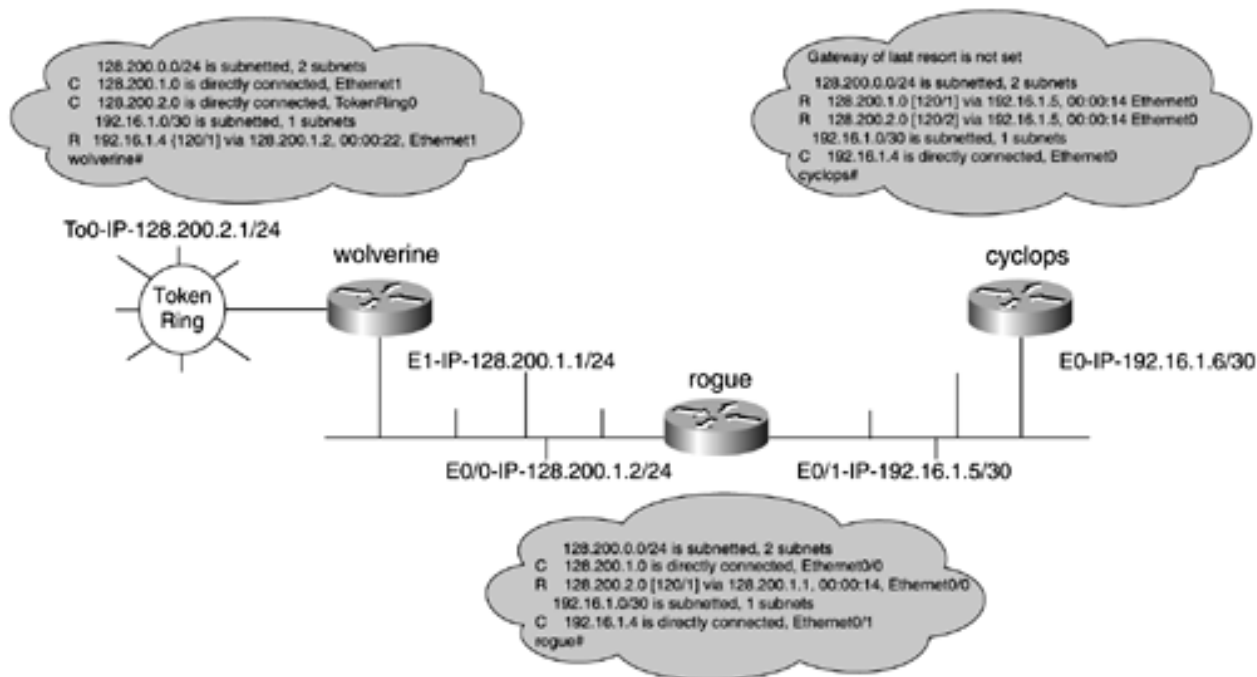 128.200.0.0/24 is subnetted, 2 subnets
C 128.200.1.0 is directly connected, Ethernet1
C 128.200.2.0 is directly connected, TokenRing0
192.16.1.0/30 is subnetted, 1 subnets
R 192.16.1.4 {120/1] via 128.200.1.2, 00:00:22, Ethernet1
wolverine#
Gateway of last resort is not set
128.200.0.0/24 is subnetted, 2 subnets
R 128.200.1.0 [120/1] via 192.16.1.5, 00:00:14 Ethernet0
R 128.200.2.0 [120/2] via 192.16.1.5, 00:00:14 Ethernet0
192.16.1.0/30 is subnetted, 1 subnets
C 192.16.1.4 is directly connected, Ethernet0
cyclops#
To0-IP-128.200.2.1/24
wolverine
cyclops
Token
Ring
E1-IP-128.200.1.1/24
rogue
E0-IP-192.16.1.6/30
E0/0-IP-128.200.1.2/24
E0/1-IP-192.16.1.5/30
128.200.0.0/24 is subnetted, 2 subnets
C 128.200.1.0 is directly connected, Ethernet0/0
R 128.200.2.0 [120/1] via 128.200.1.1, 00:00:14, Ethernet0/0
192.16.1.0/30 is subnetted, 1 subnets
C 192.16.1.4 is directly connected, Ethernet0/1
rogue#